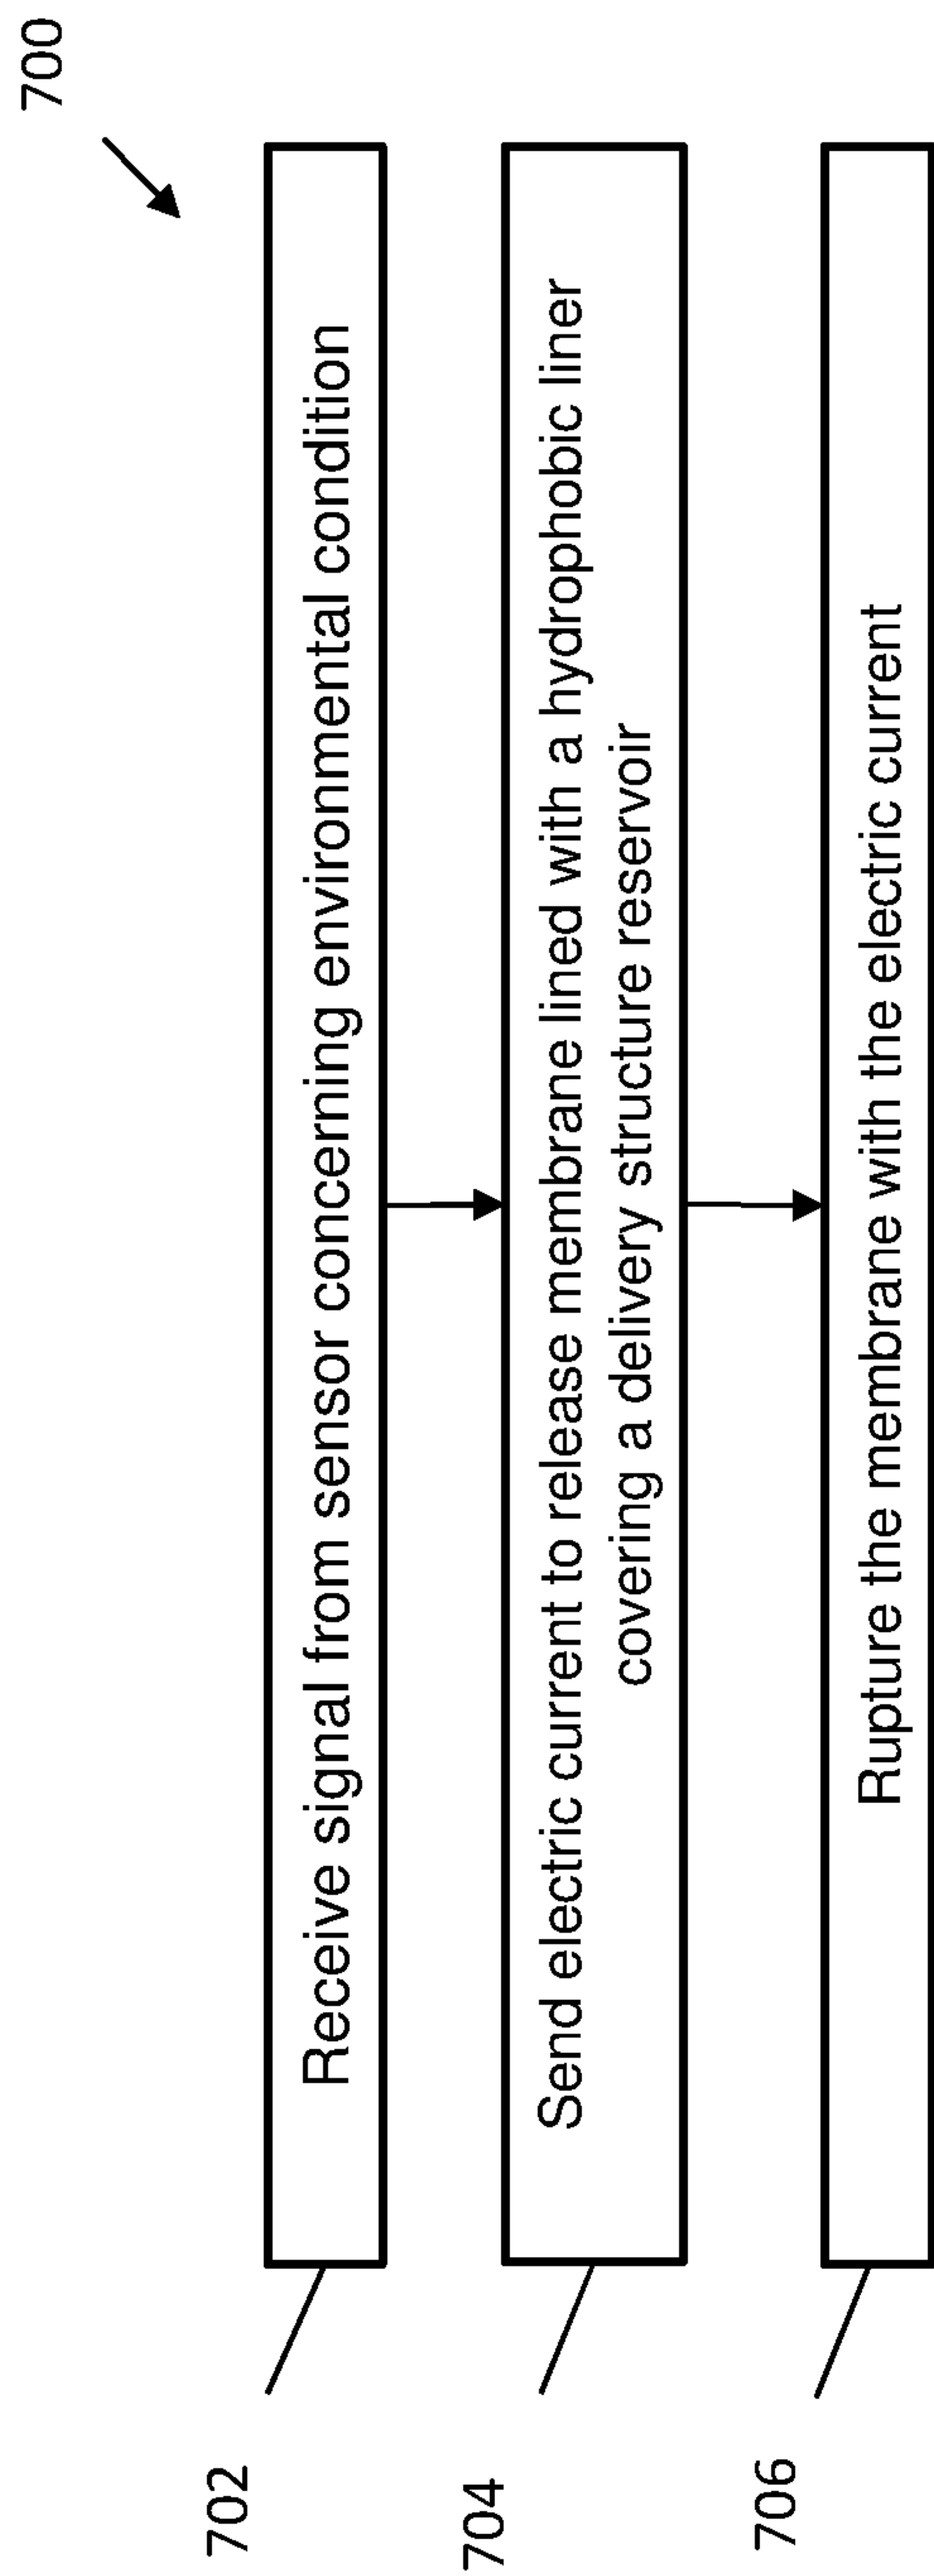 700
702
Receive signal from sensor concerning environmental condition
704
Send electric current to release membrane lined with a hydrophobic liner
covering a delivery structure reservoir
706
Rupture the membrane with the electric current